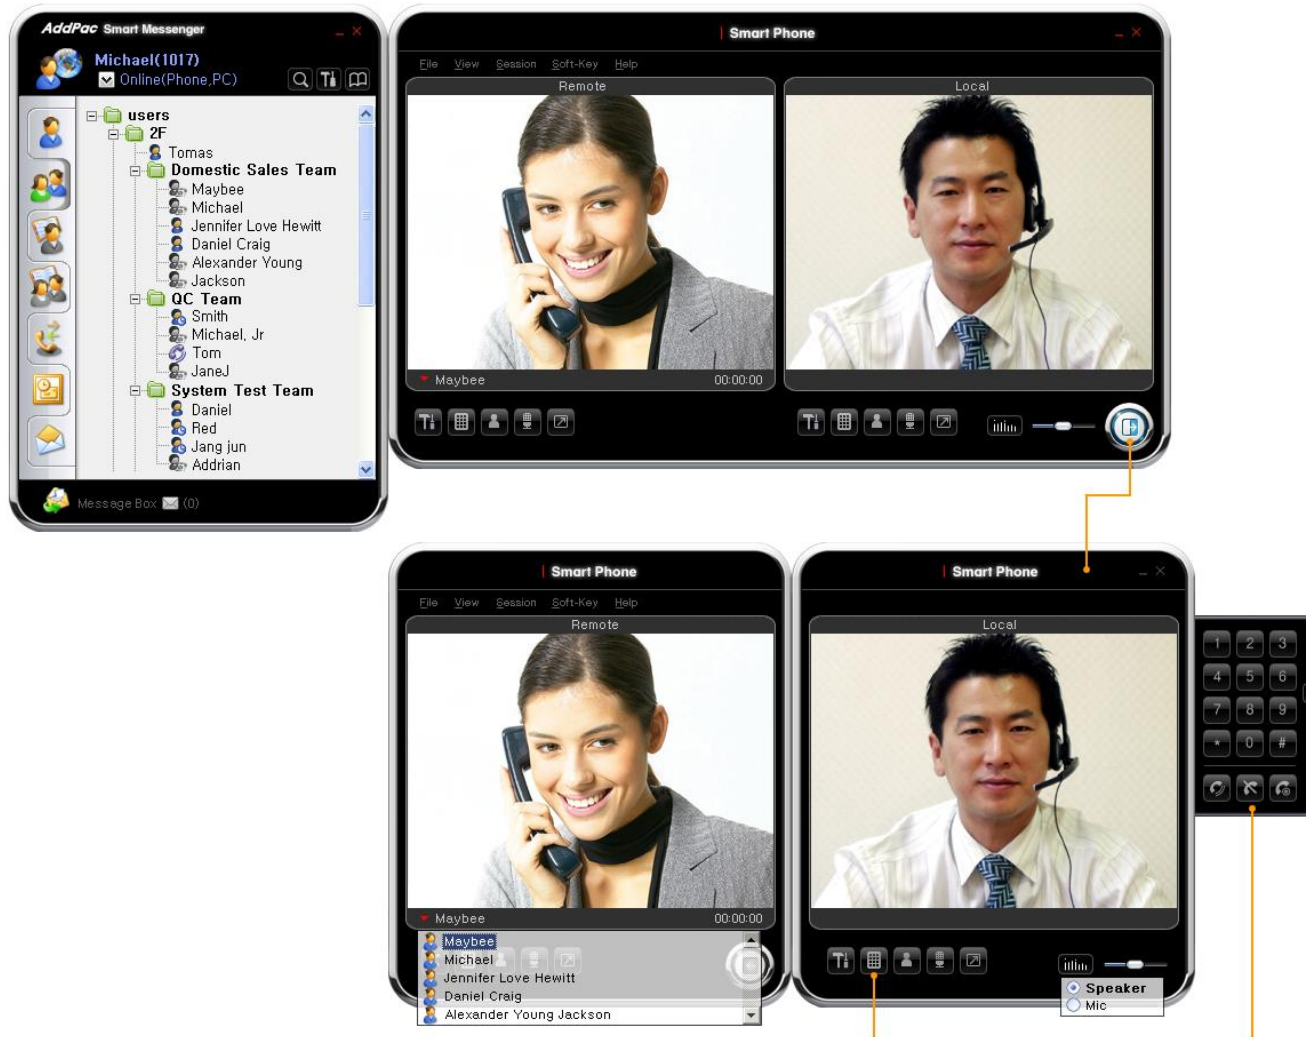 AddPac Smart Messenger
Michael(1017)
Online(Phone,PC)
users
2F
Tomas
Domestic Sales Team
Maybee
Michael
Jennifer Love Hewitt
Daniel Craig
Alexander Young
Jackson
QC Team
Smith
Michael, Jr
Tom
JaneJ
System Test Team
Daniel
Red
Jang jun
Addrian
Message Box (0)
Smart Phone
File View Session Soft-Key Help
Remote
Local
Maybee 00:00:00
Smart Phone
File View Session Soft-Key Help
Remote
Maybee 00:00:00
Maybee
Michael
Jennifer Love Hewitt
Daniel Craig
Alexander Young Jackson
Smart Phone
Local
Speaker
Mic
1 2 3
4 5 6
7 8 9
* 0 #